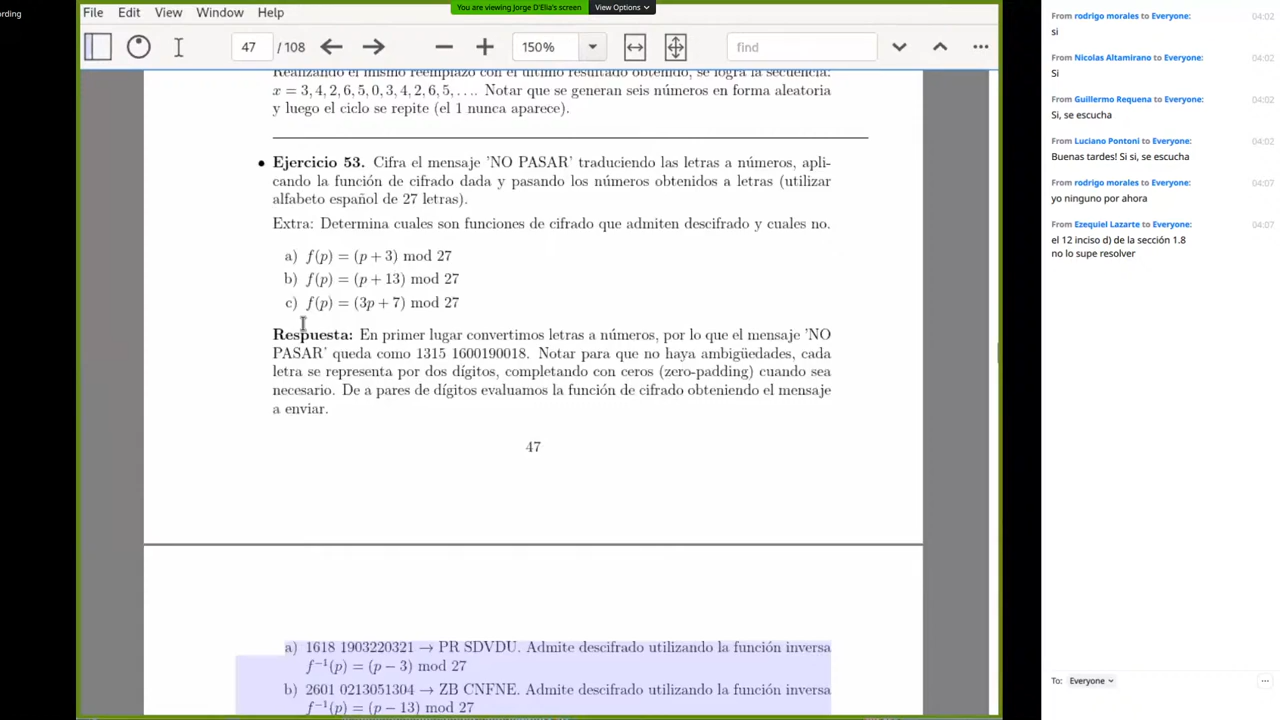 ording
You are viewing Jorge D'Elia's screen
View Options
File Edit View Window Help
47 / 108
150%
find
Realizando el mismo reemplazo con el último resultado obtenido, se logra la secuencia:
x = 3, 4, 2, 6, 5, 0, 3, 4, 2, 6, 5, .... Notar que se generan seis números en forma aleatoria
y luego el ciclo se repite (el 1 nunca aparece).
• Ejercicio 53. Cifra el mensaje 'NO PASAR' traduciendo las letras a números, apli-
cando la función de cifrado dada y pasando los números obtenidos a letras (utilizar
alfabeto español de 27 letras).
Extra: Determina cuales son funciones de cifrado que admiten descifrado y cuales no.
a) f(p) = (p + 3) mod 27
b) f(p) = (p + 13) mod 27
c) f(p) = (3p + 7) mod 27
Respuesta: En primer lugar convertimos letras a números, por lo que el mensaje 'NO
PASAR' queda como 1315 1600190018. Notar para que no haya ambigüedades, cada
letra se representa por dos dígitos, completando con ceros (zero-padding) cuando sea
necesario. De a pares de dígitos evaluamos la función de cifrado obteniendo el mensaje
a enviar.
47
a) 1618 1903220321 → PR SDVDU. Admite descifrado utilizando la función inversa
f⁻¹(p) = (p − 3) mod 27
b) 2601 0213051304 → ZB CNFNE. Admite descifrado utilizando la función inversa
f⁻¹(p) = (p − 13) mod 27
From rodrigo morales to Everyone: 04:02
si
From Nicolas Altamirano to Everyone: 04:02
Si
From Guillermo Requena to Everyone: 04:02
Si, se escucha
From Luciano Pontoni to Everyone: 04:02
Buenas tardes! Si si, se escucha
From rodrigo morales to Everyone: 04:07
yo ninguno por ahora
From Ezequiel Lazarte to Everyone: 04:07
el 12 inciso d) de la sección 1.8
no lo supe resolver
To: Everyone